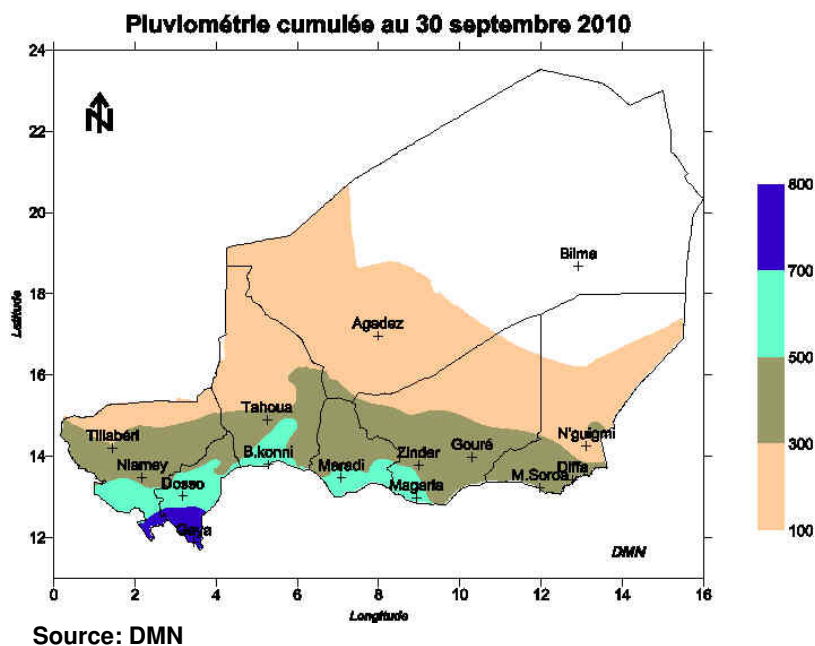 Pluviométrie cumulée au 30 septembre 2010
24
22
20
18
16
14
12
Latitude
N
Bilma
Agadez
Tahoua
Tillabéri
N'guigmi
B.konni
Niamey
Maradi
Zinder
Gouré
Diffa
Dosso
Magaria
M.Soroa
Gaya
DMN
0 2 4 6 8 10 12 14 16
Longitude
800
700
500
300
100
Source: DMN